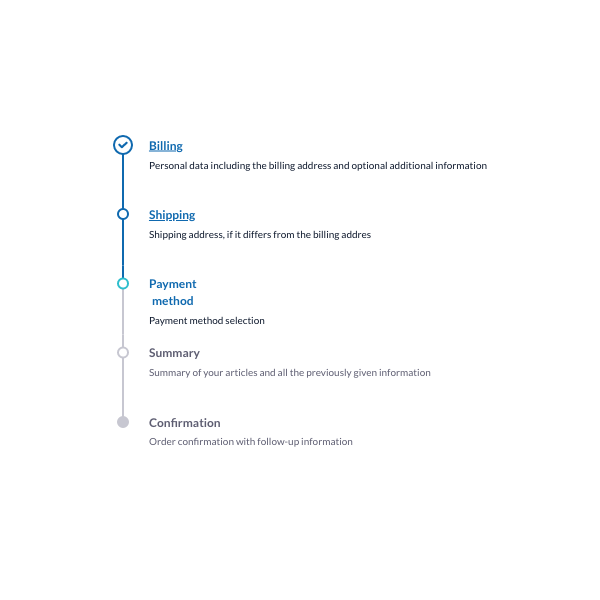 Billing
Personal data including the billing address and optional additional information
Shipping
Shipping address, if it differs from the billing addres
Payment
method
Payment method selection
Summary
Summary of your articles and all the previously given information
Confirmation
Order confirmation with follow-up information